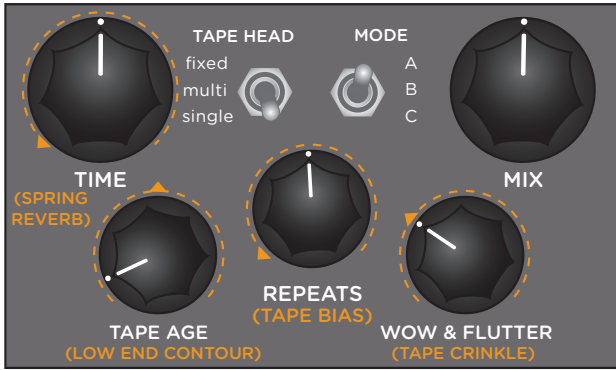 TAPE HEAD
MODE
fixed
multi
single
A
B
C
TIME
(SPRING
REVERB)
MIX
REPEATS
(TAPE BIAS)
TAPE AGE
(LOW END CONTOUR)
WOW & FLUTTER
(TAPE CRINKLE)